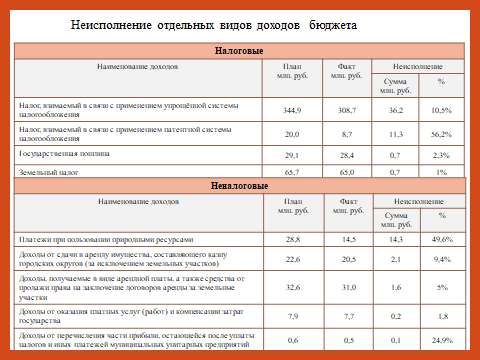 Неисполнение отдельных видов доходов бюджета
Налоговые
Наименование доходов План Факт Неисполнение
млн. руб. млн. руб. Сумма %
млн. руб.
Налог, взимаемый в связи с применением упрощённой системы
налогообложения 344,9 308,7 36,2 10,5%
Налог, взимаемый в связи с применением патентной системы
налогообложения 20,0 8,7 11,3 56,2%
Государственная пошлина 29,1 28,4 0,7 2,3%
Земельный налог 65,7 65,0 0,7 1%
Неналоговые
Наименование доходов План Факт Неисполнение
млн. руб. млн. руб. Сумма %
млн. руб.
Платежи при пользовании природными ресурсами 28,8 14,5 14,3 49,6%
Доходы от сдачи в аренду имущества, составляющего казну
городских округов (за исключением земельных участков) 22,6 20,5 2,1 9,4%
Доходы, получаемые в виде арендной платы, а также средства от
продажи права на заключение договоров аренды за земельные
участки 32,6 31,0 1,6 5%
Доходы от оказания платных услуг (работ) и компенсации затрат
государства 7,9 7,7 0,2 1,8
Доходы от перечисления части прибыли, остающейся после уплаты
налогов и иных платежей муниципальных унитарных предприятий 0,6 0,5 0,1 24,9%